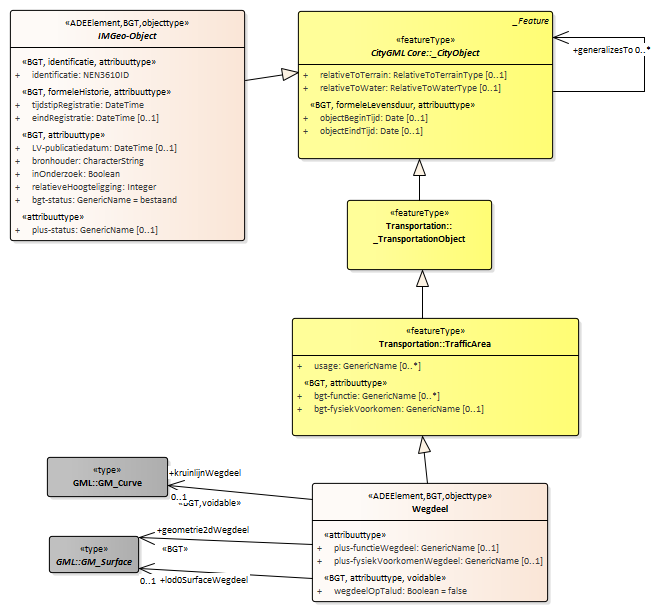 «ADEElement,BGT,objecttype»
IMGeo-Object
«BGT, identificatie, attribuuttype»
+ identificatie: NEN3610ID
«BGT, formeleHistorie, attribuuttype»
+ tijdstipRegistratie: DateTime
+ eindRegistratie: DateTime [0..1]
«BGT, attribuuttype»
+ LV-publicatiedatum: DateTime [0..1]
+ bronhouder: CharacterString
+ inOnderzoek: Boolean
+ relatieveHoogteligging: Integer
+ bgt-status: GenericName = bestaand
«attribuuttype»
+ plus-status: GenericName [0..1]
_Feature
«featureType»
CityGML Core::_CityObject
+ relativeToTerrain: RelativeToTerrainType [0..1]
+ relativeToWater: RelativeToWaterType [0..1]
«BGT, formeleLevensduur, attribuuttype»
+ objectBeginTijd: Date [0..1]
+ objectEindTijd: Date [0..1]
+generalizesTo 0..*
«featureType»
Transportation::
_TransportationObject
«featureType»
Transportation::TrafficArea
+ usage: GenericName [0..*]
«BGT, attribuuttype»
+ bgt-functie: GenericName [0..*]
+ bgt-fysiekVoorkomen: GenericName [0..1]
«type»
GML::GM_Curve
+kruinlijnWegdeel
0..1
«BGT,voidable»
+geometrie2dWegdeel
«BGT»
«type»
GML::GM_Surface
0..1 +lod0SurfaceWegdeel
«ADEElement,BGT,objecttype»
Wegdeel
«attribuuttype»
+ plus-functieWegdeel: GenericName [0..1]
+ plus-fysiekVoorkomenWegdeel: GenericName [0..1]
«BGT, attribuuttype, voidable»
+ wegdeelOpTalud: Boolean = false